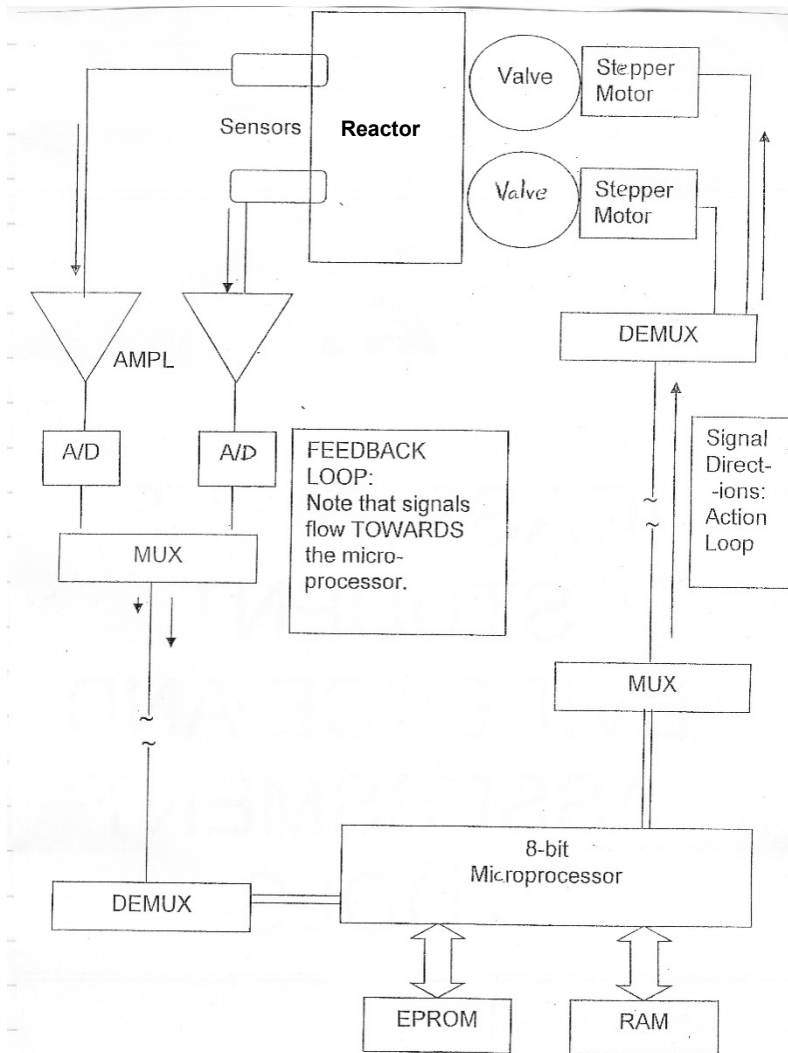 Valve
Stepper
Motor
Sensors
Reactor
Valve
Stepper
Motor
DEMUX
AMPL
A/D
A/D
FEEDBACK
LOOP:
Note that signals
flow TOWARDS
the micro-
processor.
Signal
Direct-
-ions:
Action
Loop
MUX
~
~
~
~
MUX
8-bit
Microprocessor
DEMUX
EPROM
RAM